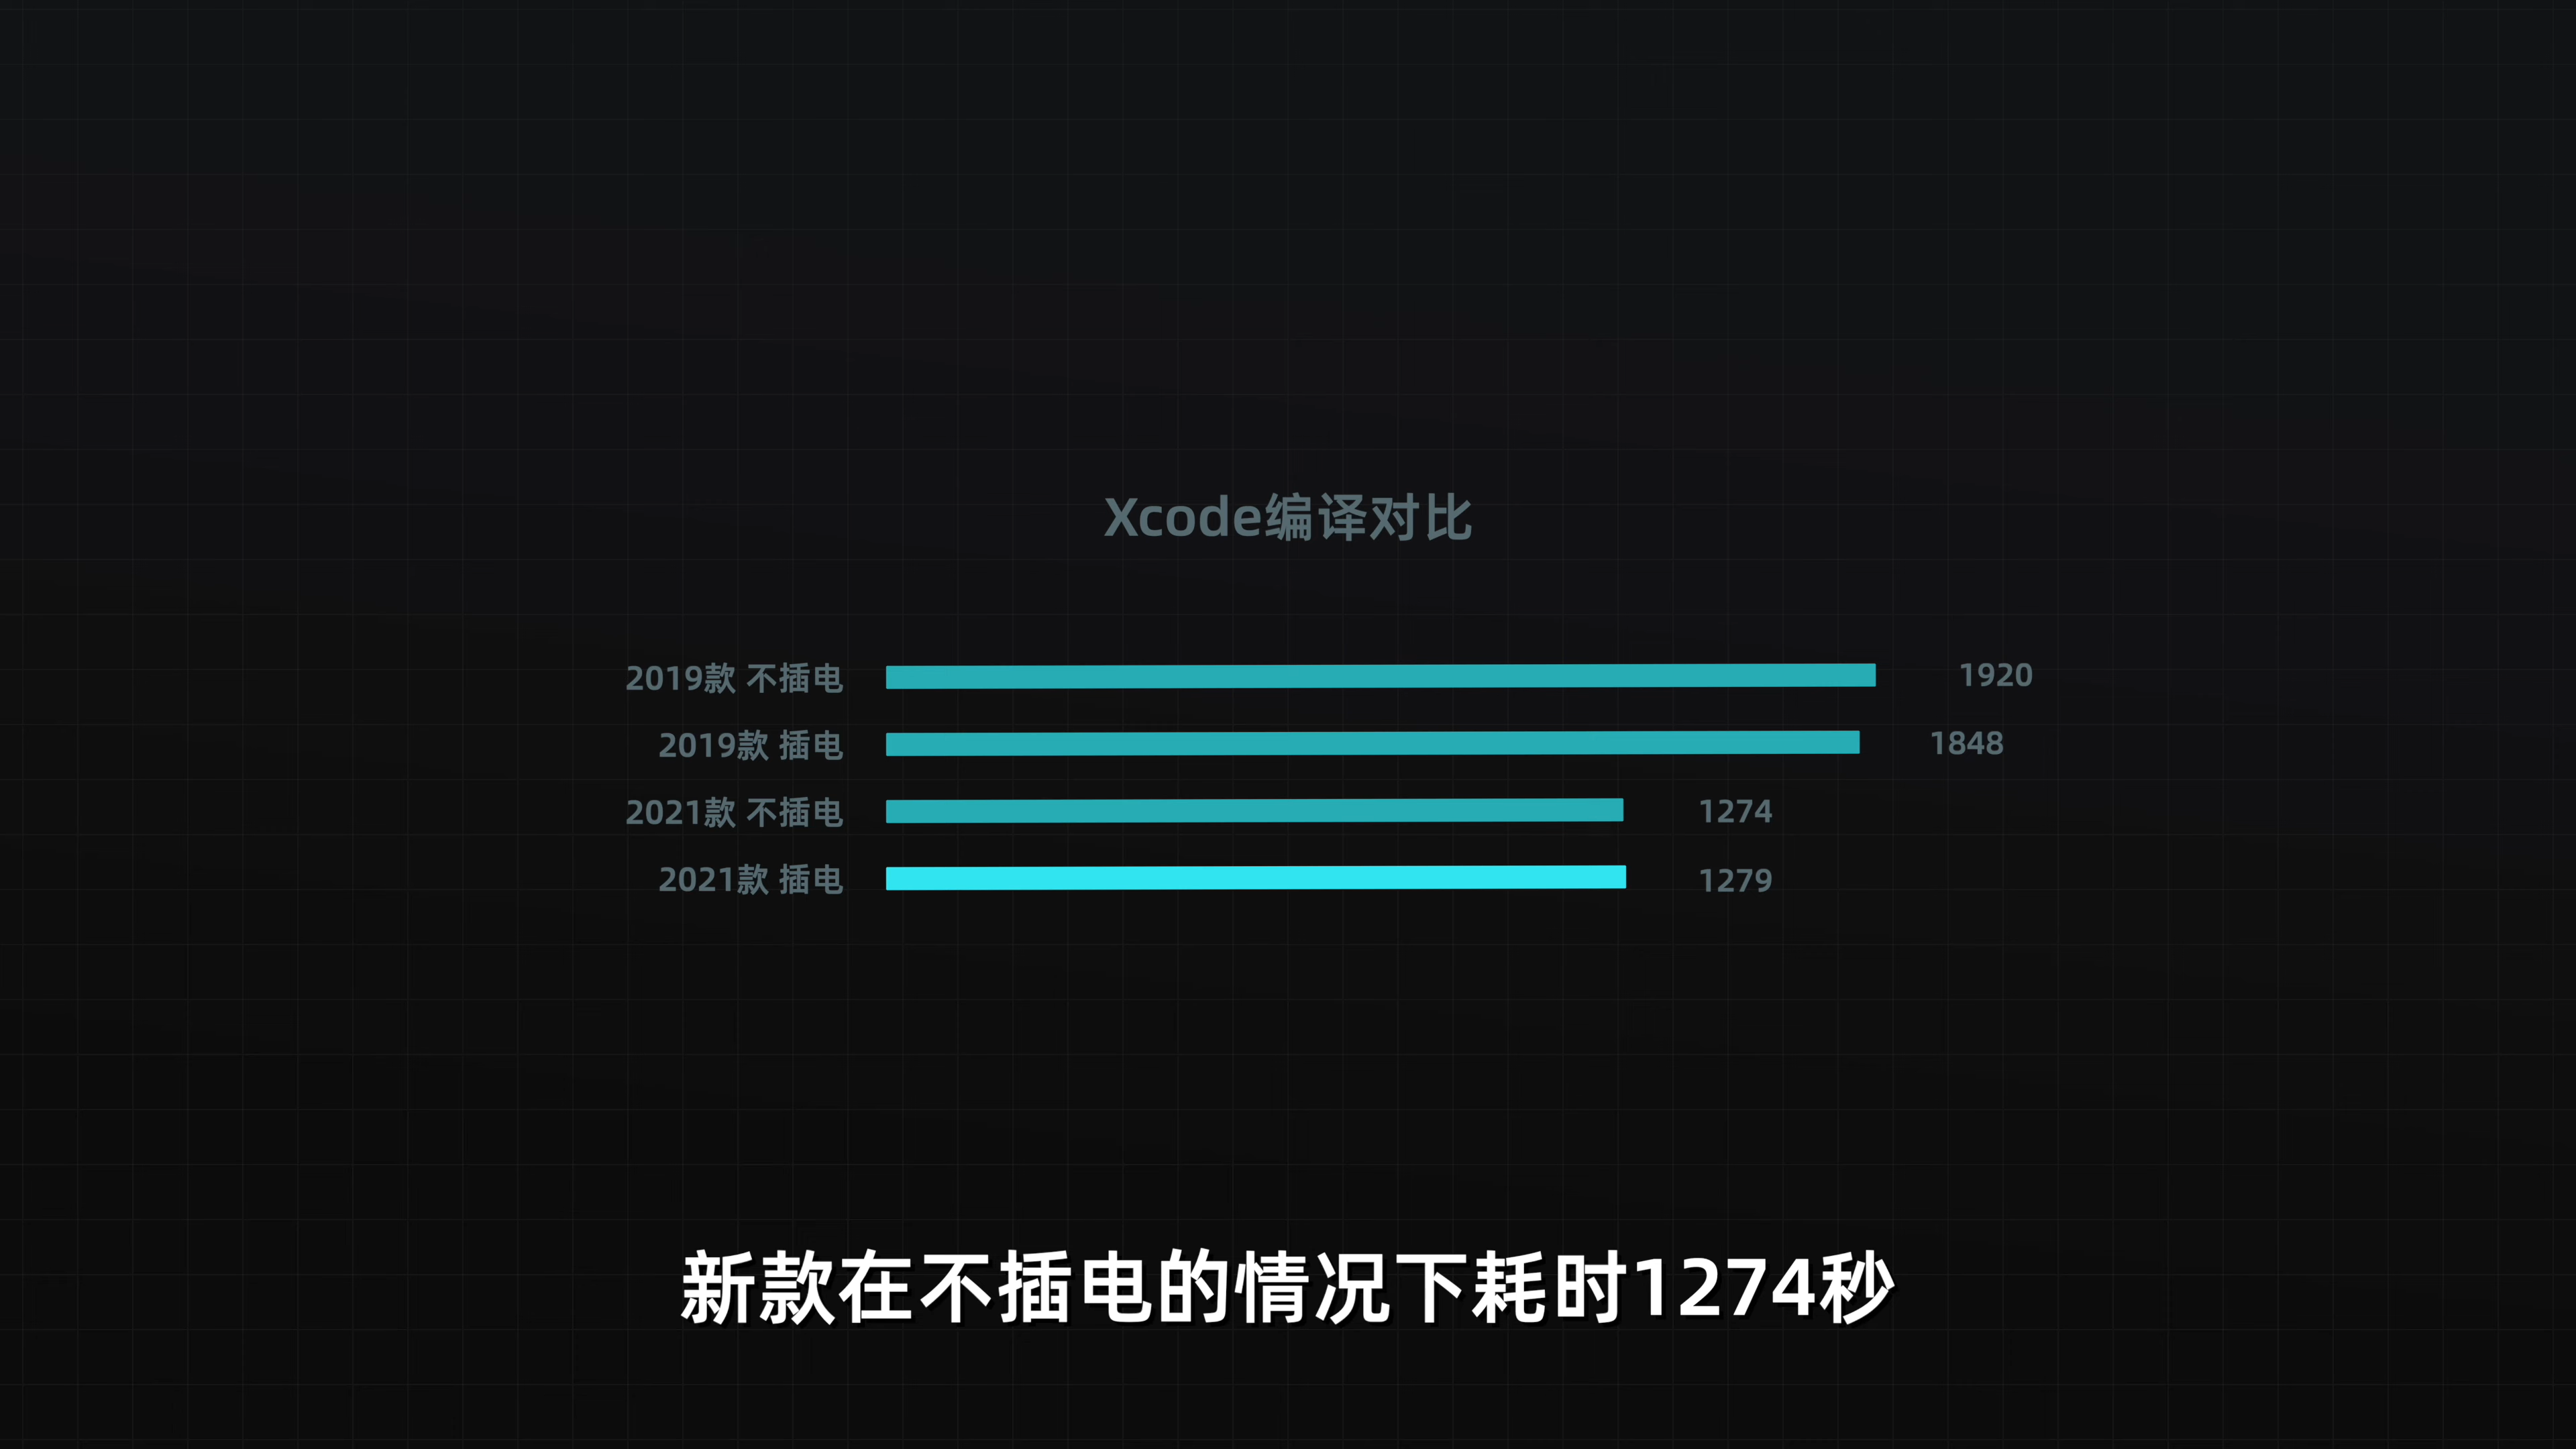 Xcode编译对比
2019款 不插电 1920
2019款 插电 1848
2021款 不插电 1274
2021款 插电 1279
新款在不插电的情况下耗时1274秒